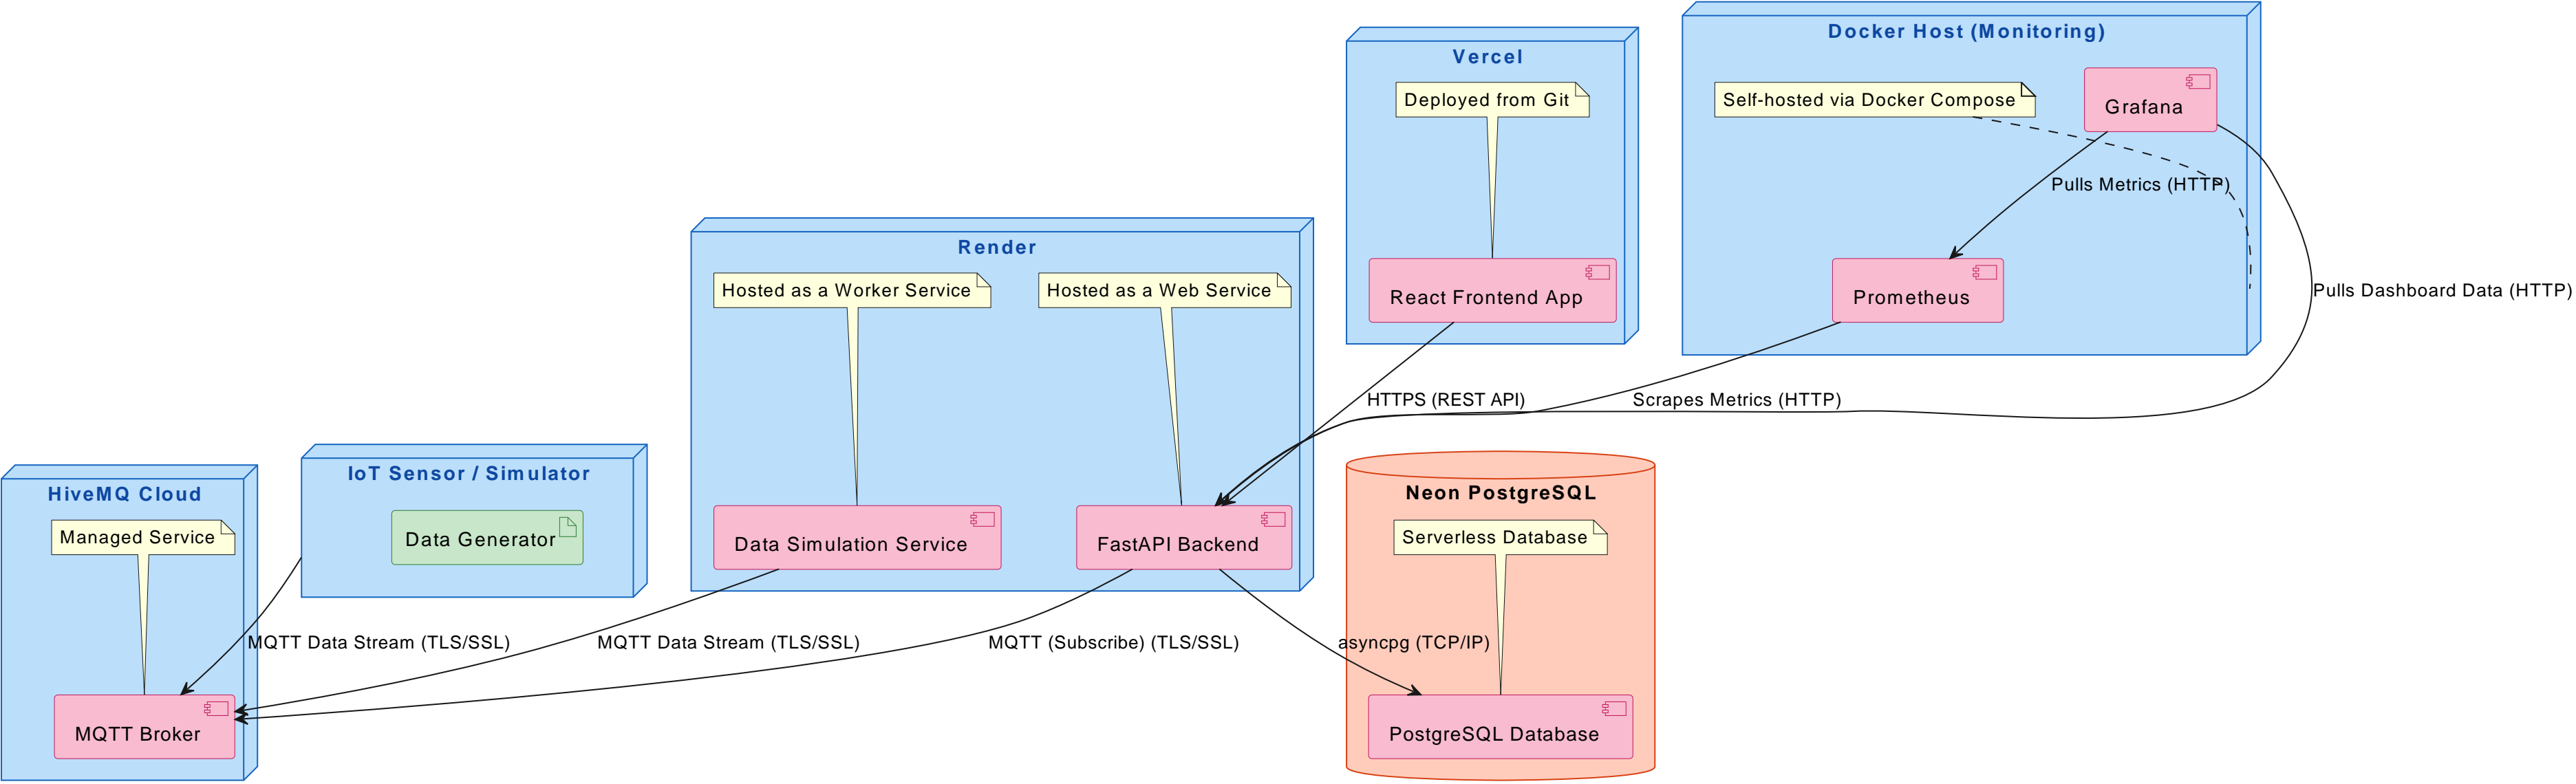 Docker Host (Monitoring)
Vercel
Deployed from Git
Self-hosted via Docker Compose
Grafana
Pulls Metrics (HTTP)
Render
Hosted as a Worker Service
Hosted as a Web Service
React Frontend App
Prometheus
Pulls Dashboard Data (HTTP)
HTTPS (REST API)
Scrapes Metrics (HTTP)
HiveMQ Cloud
IoT Sensor / Simulator
Neon PostgreSQL
Managed Service
Data Generator
Data Simulation Service
FastAPI Backend
Serverless Database
MQTT Data Stream (TLS/SSL)
MQTT Data Stream (TLS/SSL)
MQTT (Subscribe) (TLS/SSL)
asyncpg (TCP/IP)
MQTT Broker
PostgreSQL Database